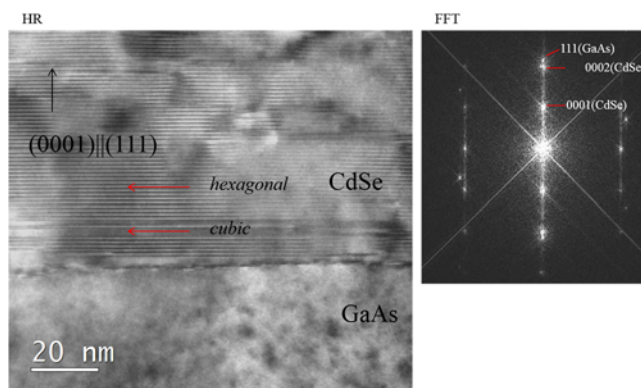 HR
FFT
111(GaAs)
0002(CdSe)
0001(CdSe)
(0001)||(111)
hexagonal
CdSe
cubic
GaAs
20 nm